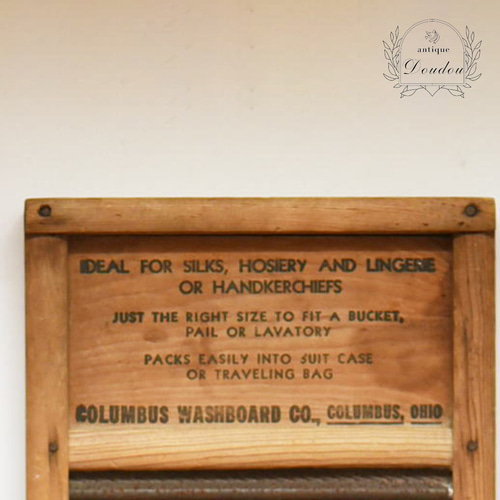 antique
Doudou
IDEAL FOR SILKS, HOSIERY AND LINGERIE
OR HANDKERCHIEFS
JUST THE RIGHT SIZE TO FIT A BUCKET,
PAIL OR LAVATORY
PACKS EASILY INTO SUIT CASE
OR TRAVELING BAG
COLUMBUS WASHBOARD CO., COLUMBUS, OHIO